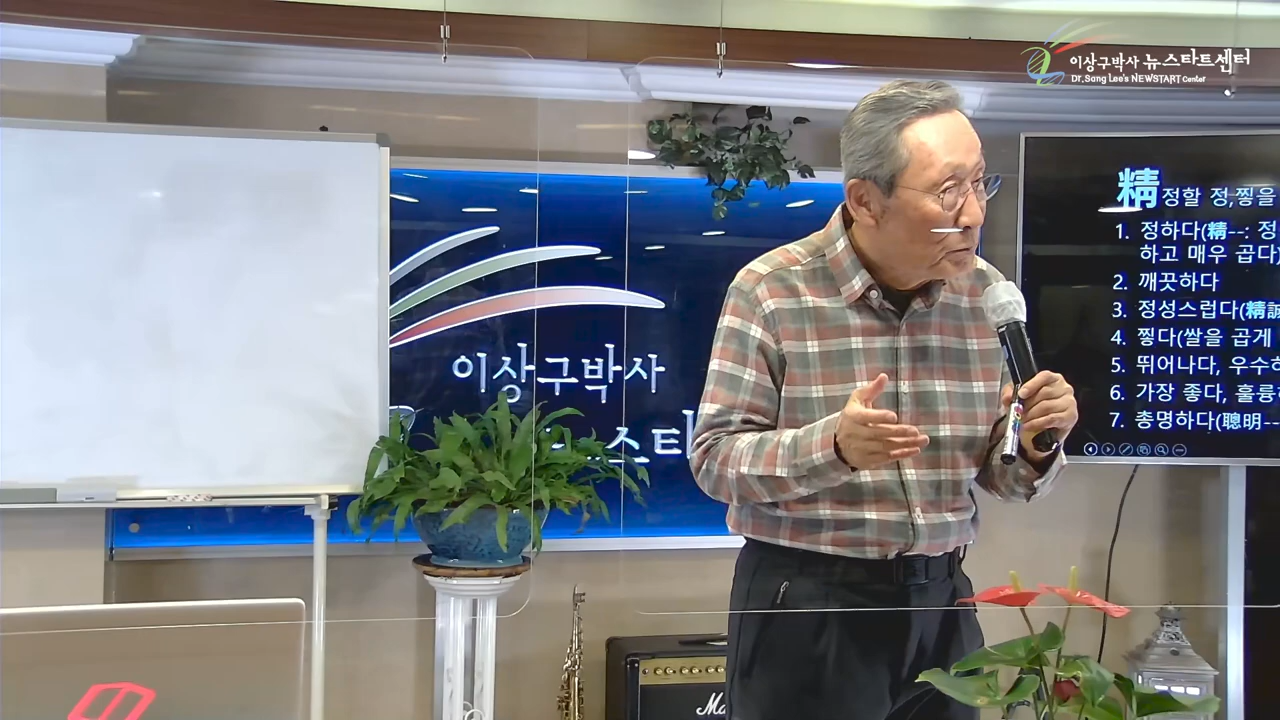 이상구박사 뉴스타트센터
Dr. Sang Lee's NEWSTART Center
이상구박사
스타
精 정할 정, 찧을
1. 정하다(精--: 정
하고 매우 곱다)
2. 깨끗하다
3. 정성스럽다(精誠
4. 찧다(쌀을 곱게
5. 뛰어나다, 우수하
6. 가장 좋다, 훌륭
7. 총명하다(聰明--
Ma